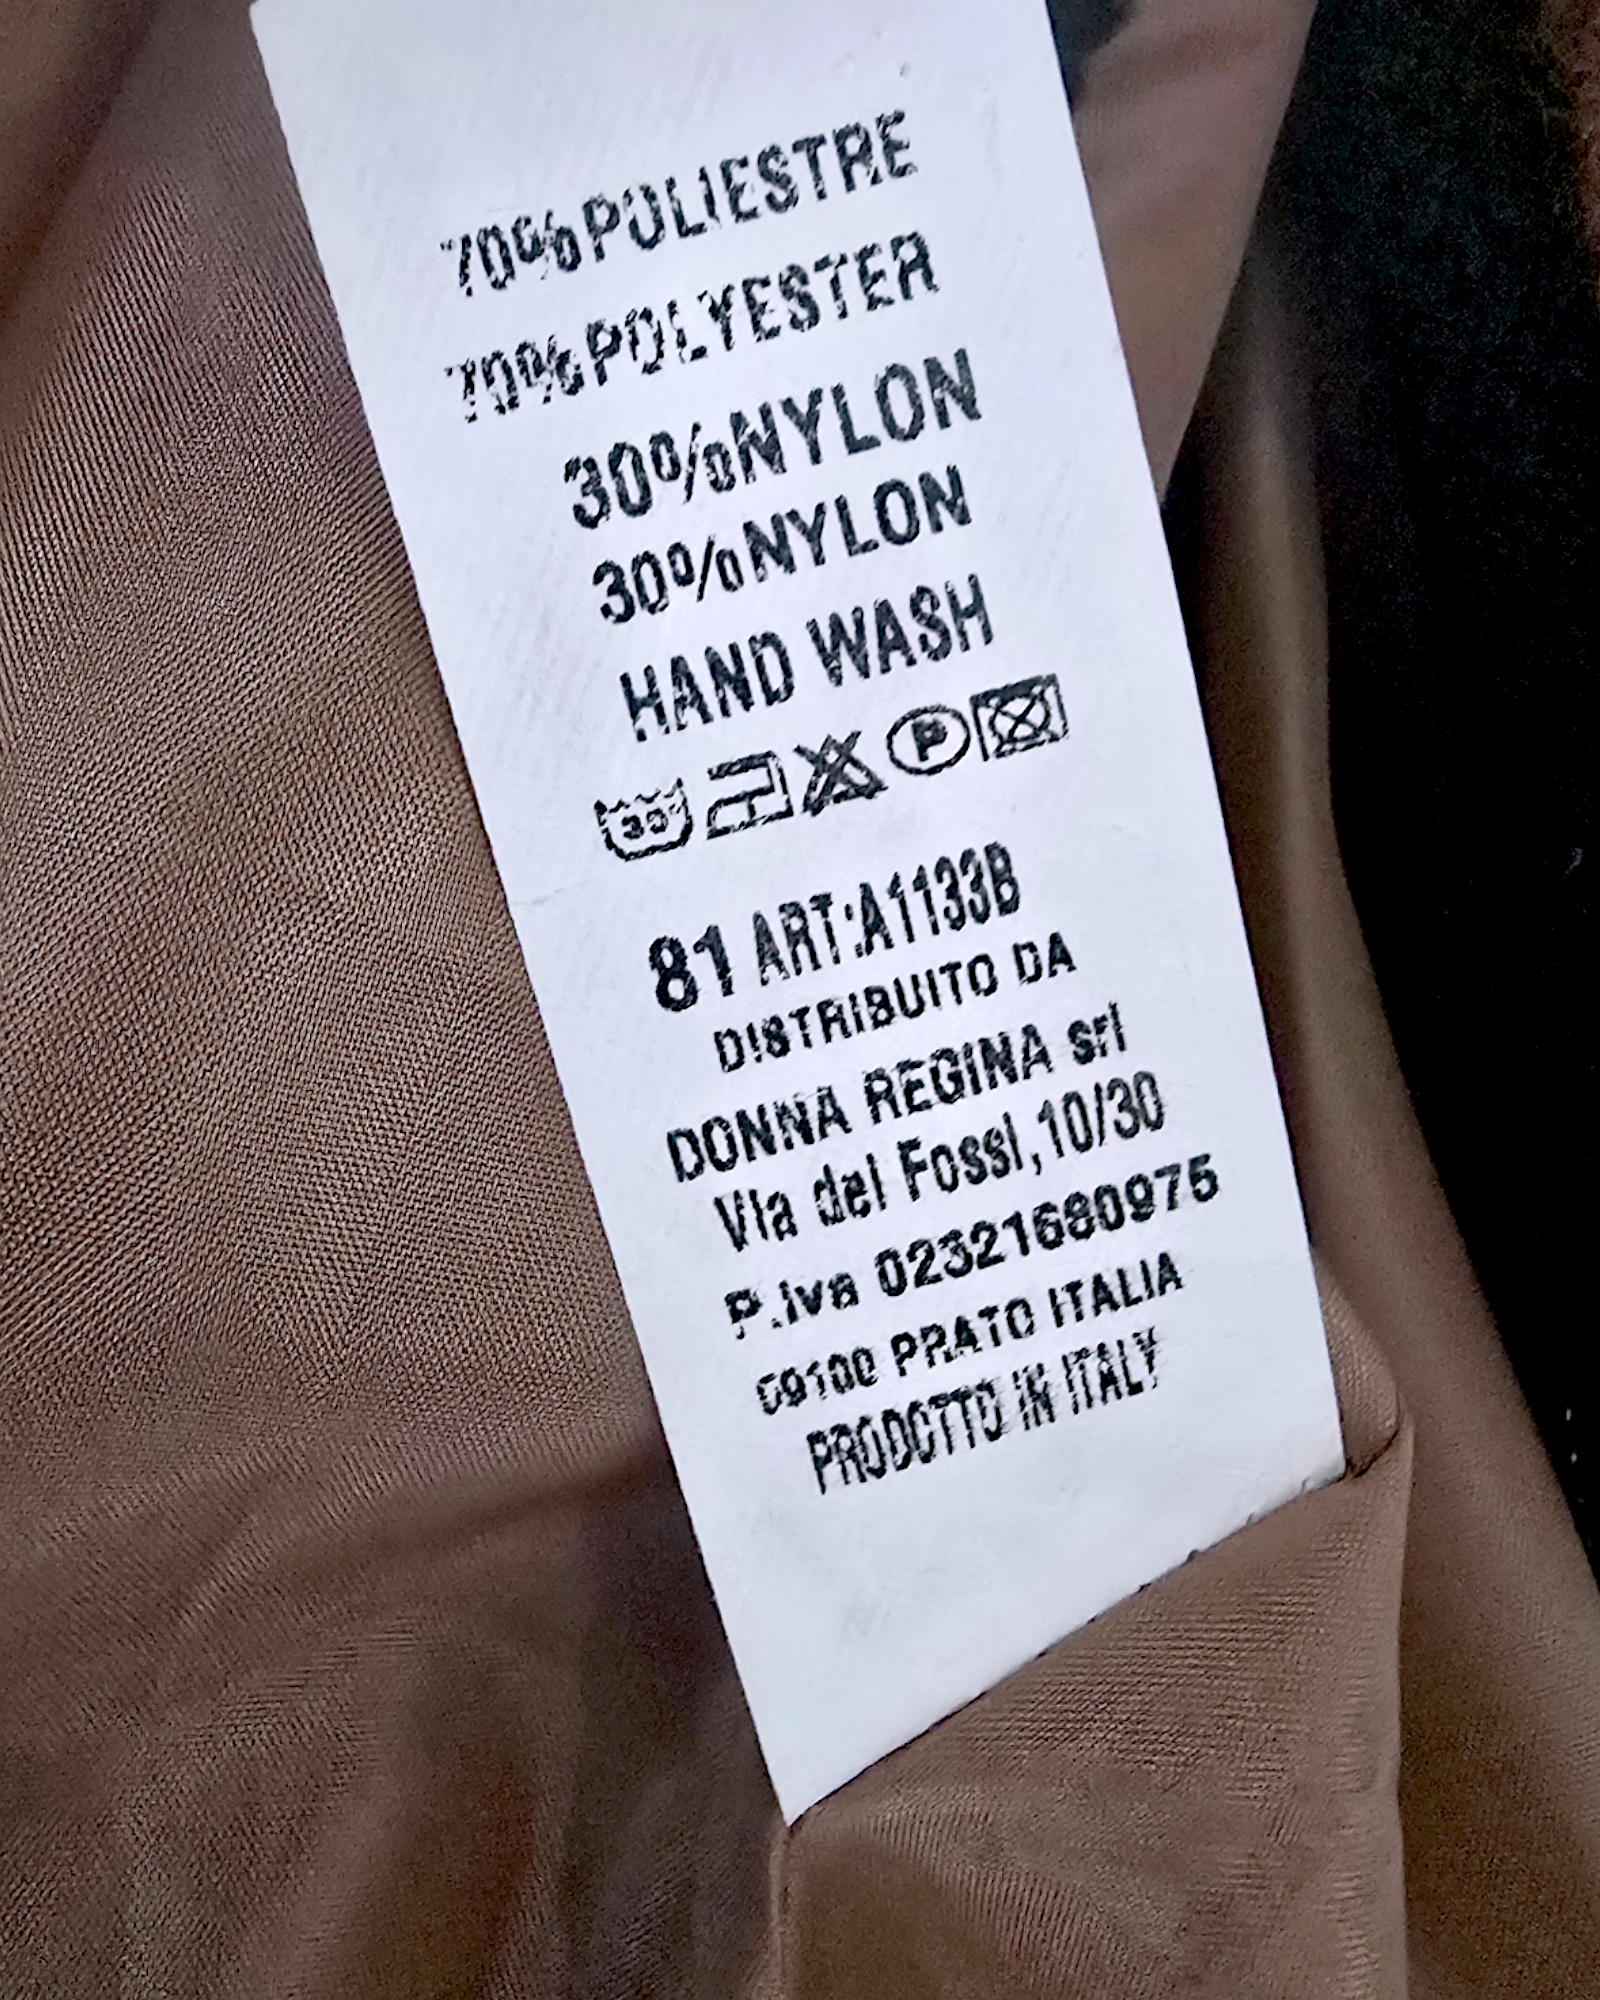 70%POLIESTRE
70%POLYESTER
30%NYLON
30%NYLON
HAND WASH
30° P
81 ART:A1133B
DISTRIBUITO DA
DONNA REGINA srl
Via dei Fossi,10/30
P.iva 02321680975
59100 PRATO ITALIA
PRODOTTO IN ITALY